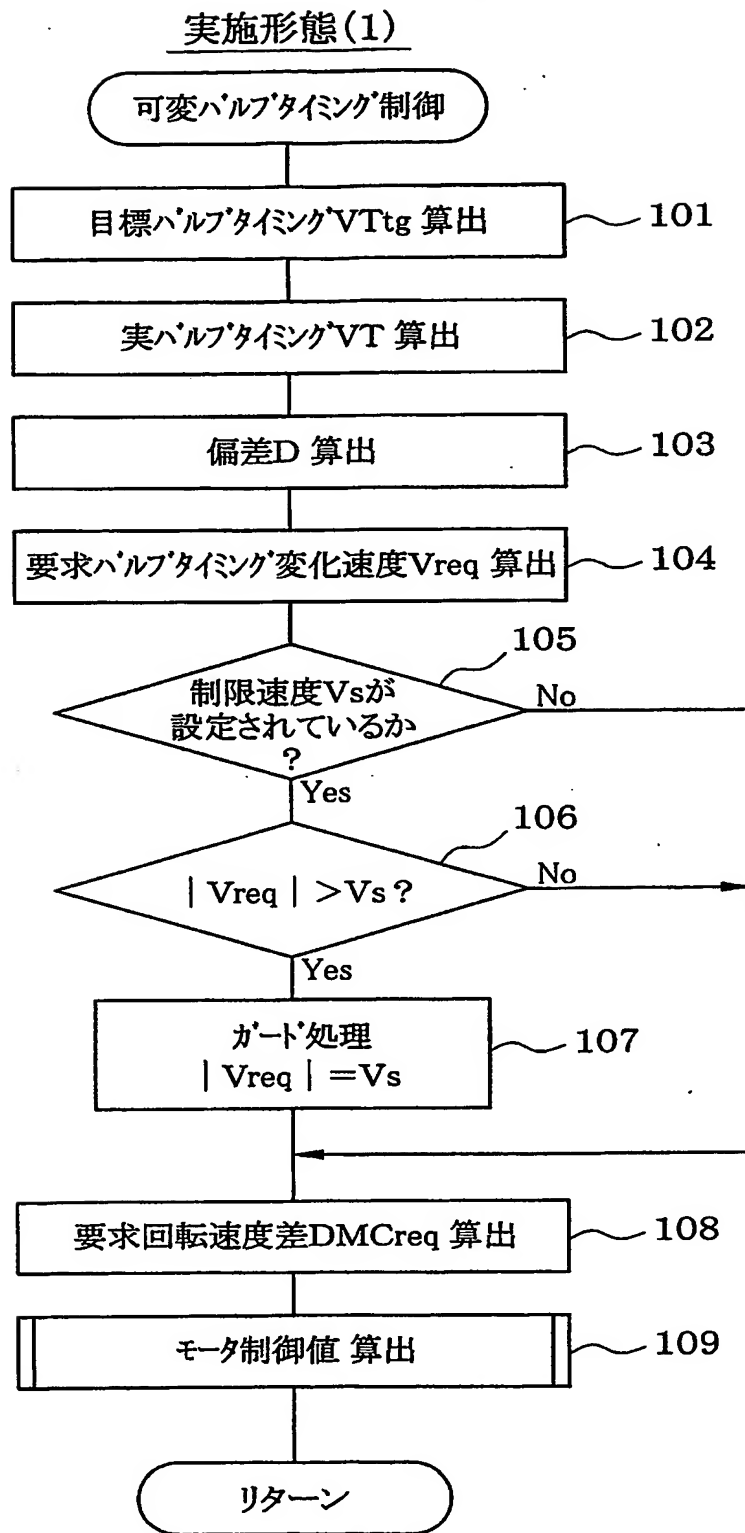 実施形態(1)
可変バルブタイミング制御
目標バルブタイミングVTtg 算出
101
実バルブタイミングVT 算出
102
偏差D 算出
103
要求バルブタイミング変化速度Vreq 算出
104
105
制限速度Vsが
設定されているか
?
No
Yes
106
| Vreq | >Vs?
No
Yes
ガード処理
| Vreq | =Vs
107
要求回転速度差DMCreq 算出
108
モータ制御値 算出
109
リターン